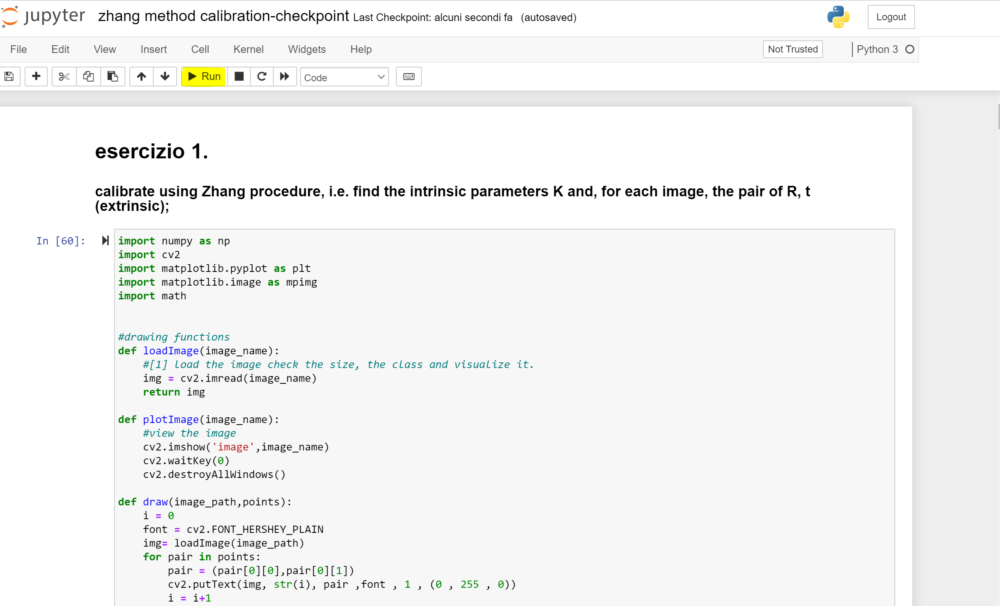 jupyter zhang method calibration-checkpoint Last Checkpoint: alcuni secondi fa (autosaved) Logout
File Edit View Insert Cell Kernel Widgets Help Not Trusted Python 3
Run Code
esercizio 1.
calibrate using Zhang procedure, i.e. find the intrinsic parameters K and, for each image, the pair of R, t
(extrinsic);
In [60]: import numpy as np
import cv2
import matplotlib.pyplot as plt
import matplotlib.image as mpimg
import math
#drawing functions
def loadImage(image_name):
    #[1] load the image check the size, the class and visualize it.
    img = cv2.imread(image_name)
    return img
def plotImage(image_name):
    #view the image
    cv2.imshow('image',image_name)
    cv2.waitKey(0)
    cv2.destroyAllWindows()
def draw(image_path,points):
    i = 0
    font = cv2.FONT_HERSHEY_PLAIN
    img= loadImage(image_path)
    for pair in points:
        pair = (pair[0][0],pair[0][1])
        cv2.putText(img, str(i), pair ,font , 1 , (0 , 255 , 0))
        i = i+1